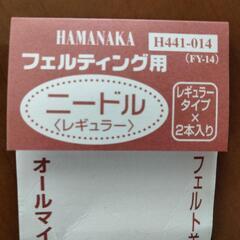 HAMANAKA
H441-014
フェルティング用
(FY-14)
ニードル
〈レギュラー〉
レギュラー
タイプ
×
2本入り
オールマイ
フェルト羊